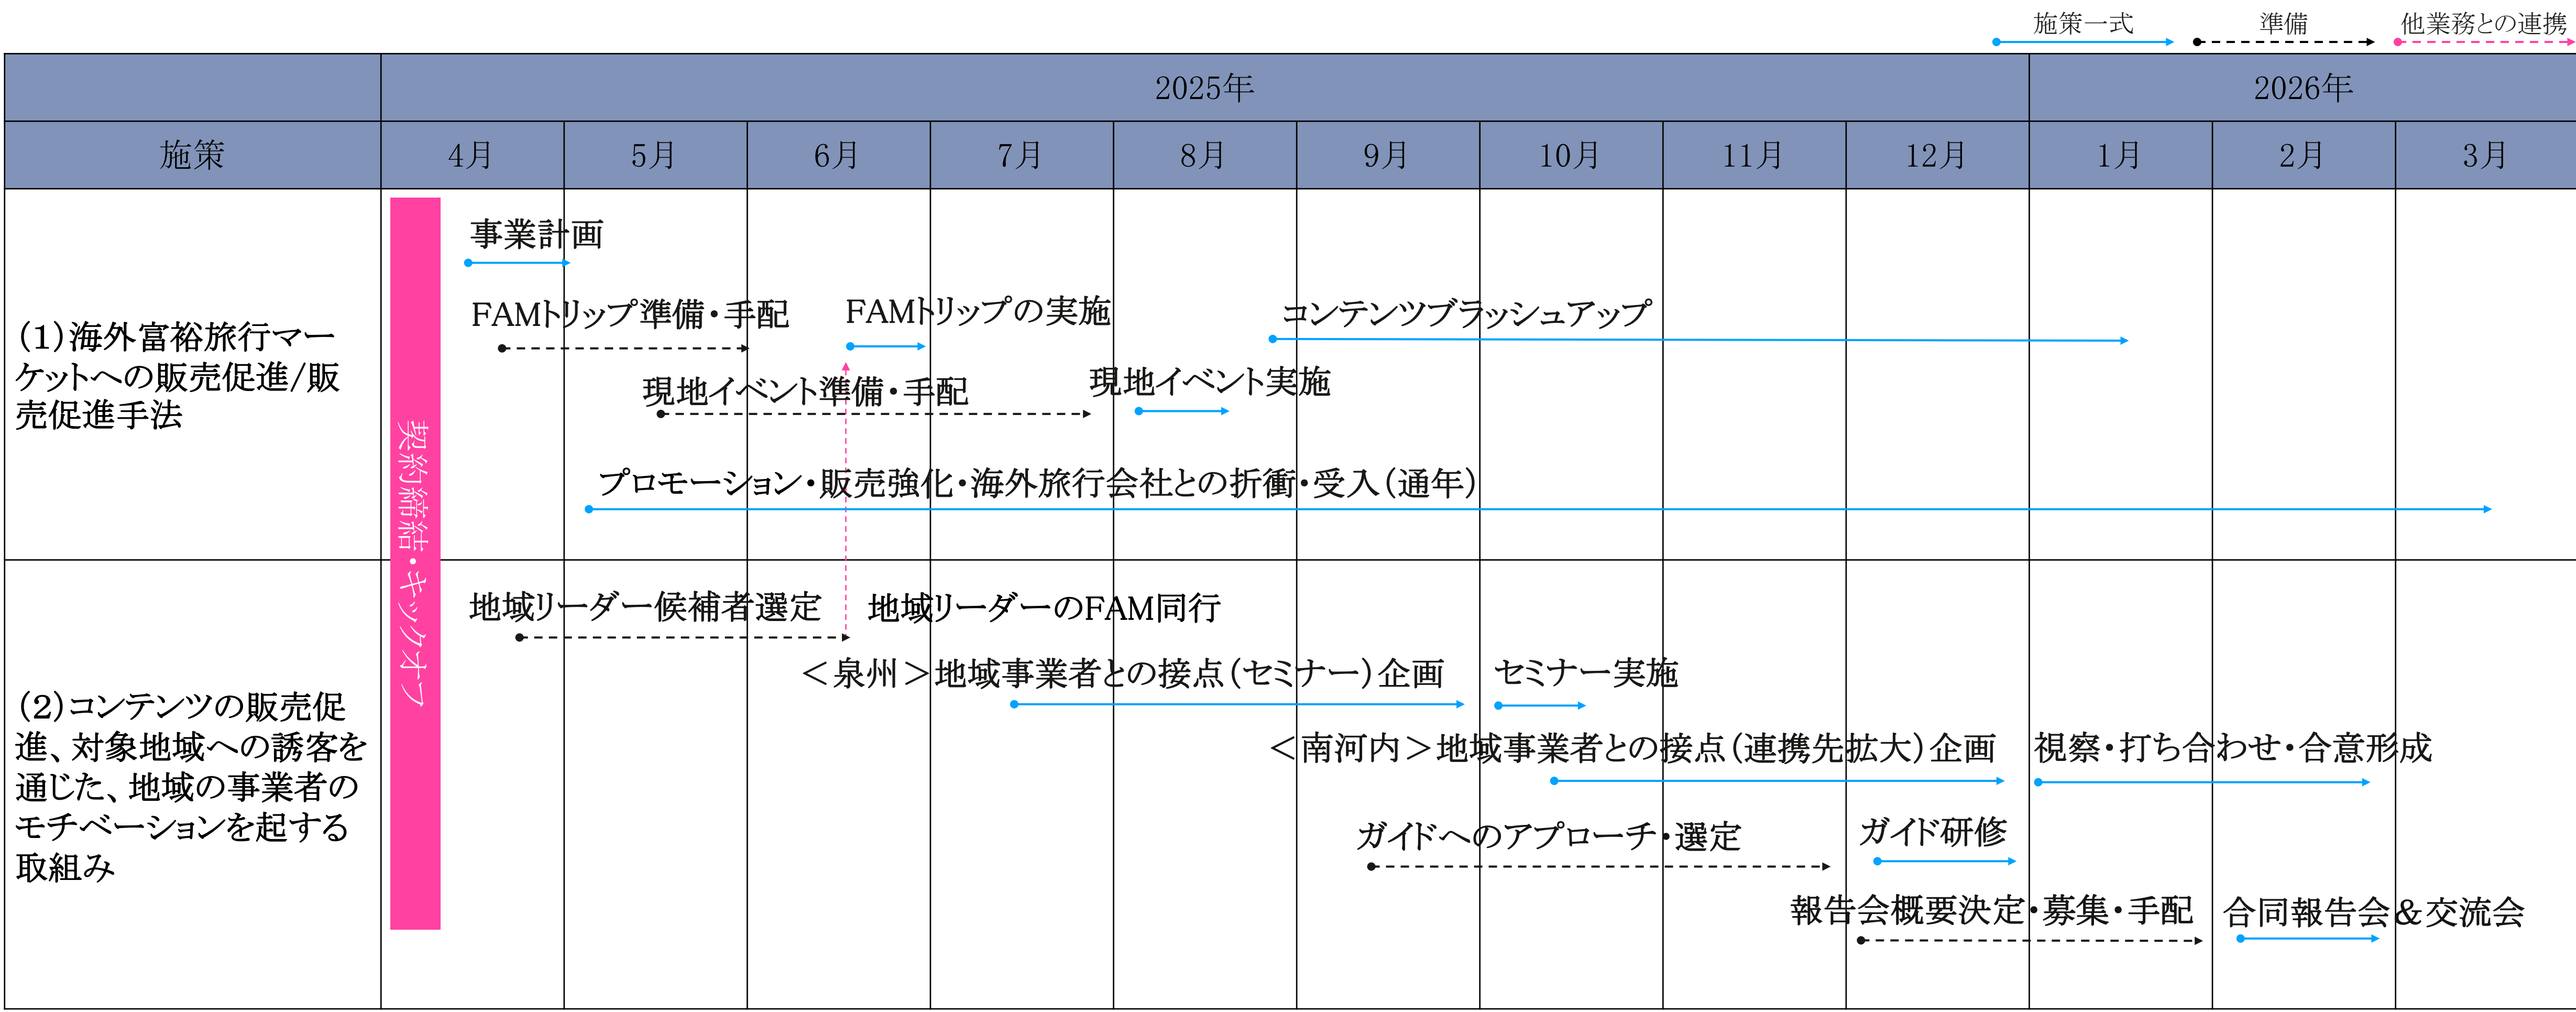 施策一式 準備 他業務との連携
2025年 2026年
施策 4月 5月 6月 7月 8月 9月 10月 11月 12月 1月 2月 3月
契約締結・キックオフ
(1)海外富裕旅行マー
ケットへの販売促進/販
売促進手法
事業計画
FAMトリップ準備・手配 FAMトリップの実施 コンテンツブラッシュアップ
現地イベント準備・手配 現地イベント実施
プロモーション・販売強化・海外旅行会社との折衝・受入(通年)
(2)コンテンツの販売促
進、対象地域への誘客を
通じた、地域の事業者の
モチベーションを起する
取組み
地域リーダー候補者選定 地域リーダーのFAM同行
<泉州>地域事業者との接点(セミナー)企画 セミナー実施
<南河内>地域事業者との接点(連携先拡大)企画 視察・打ち合わせ・合意形成
ガイドへのアプローチ・選定 ガイド研修
報告会概要決定・募集・手配 合同報告会&交流会